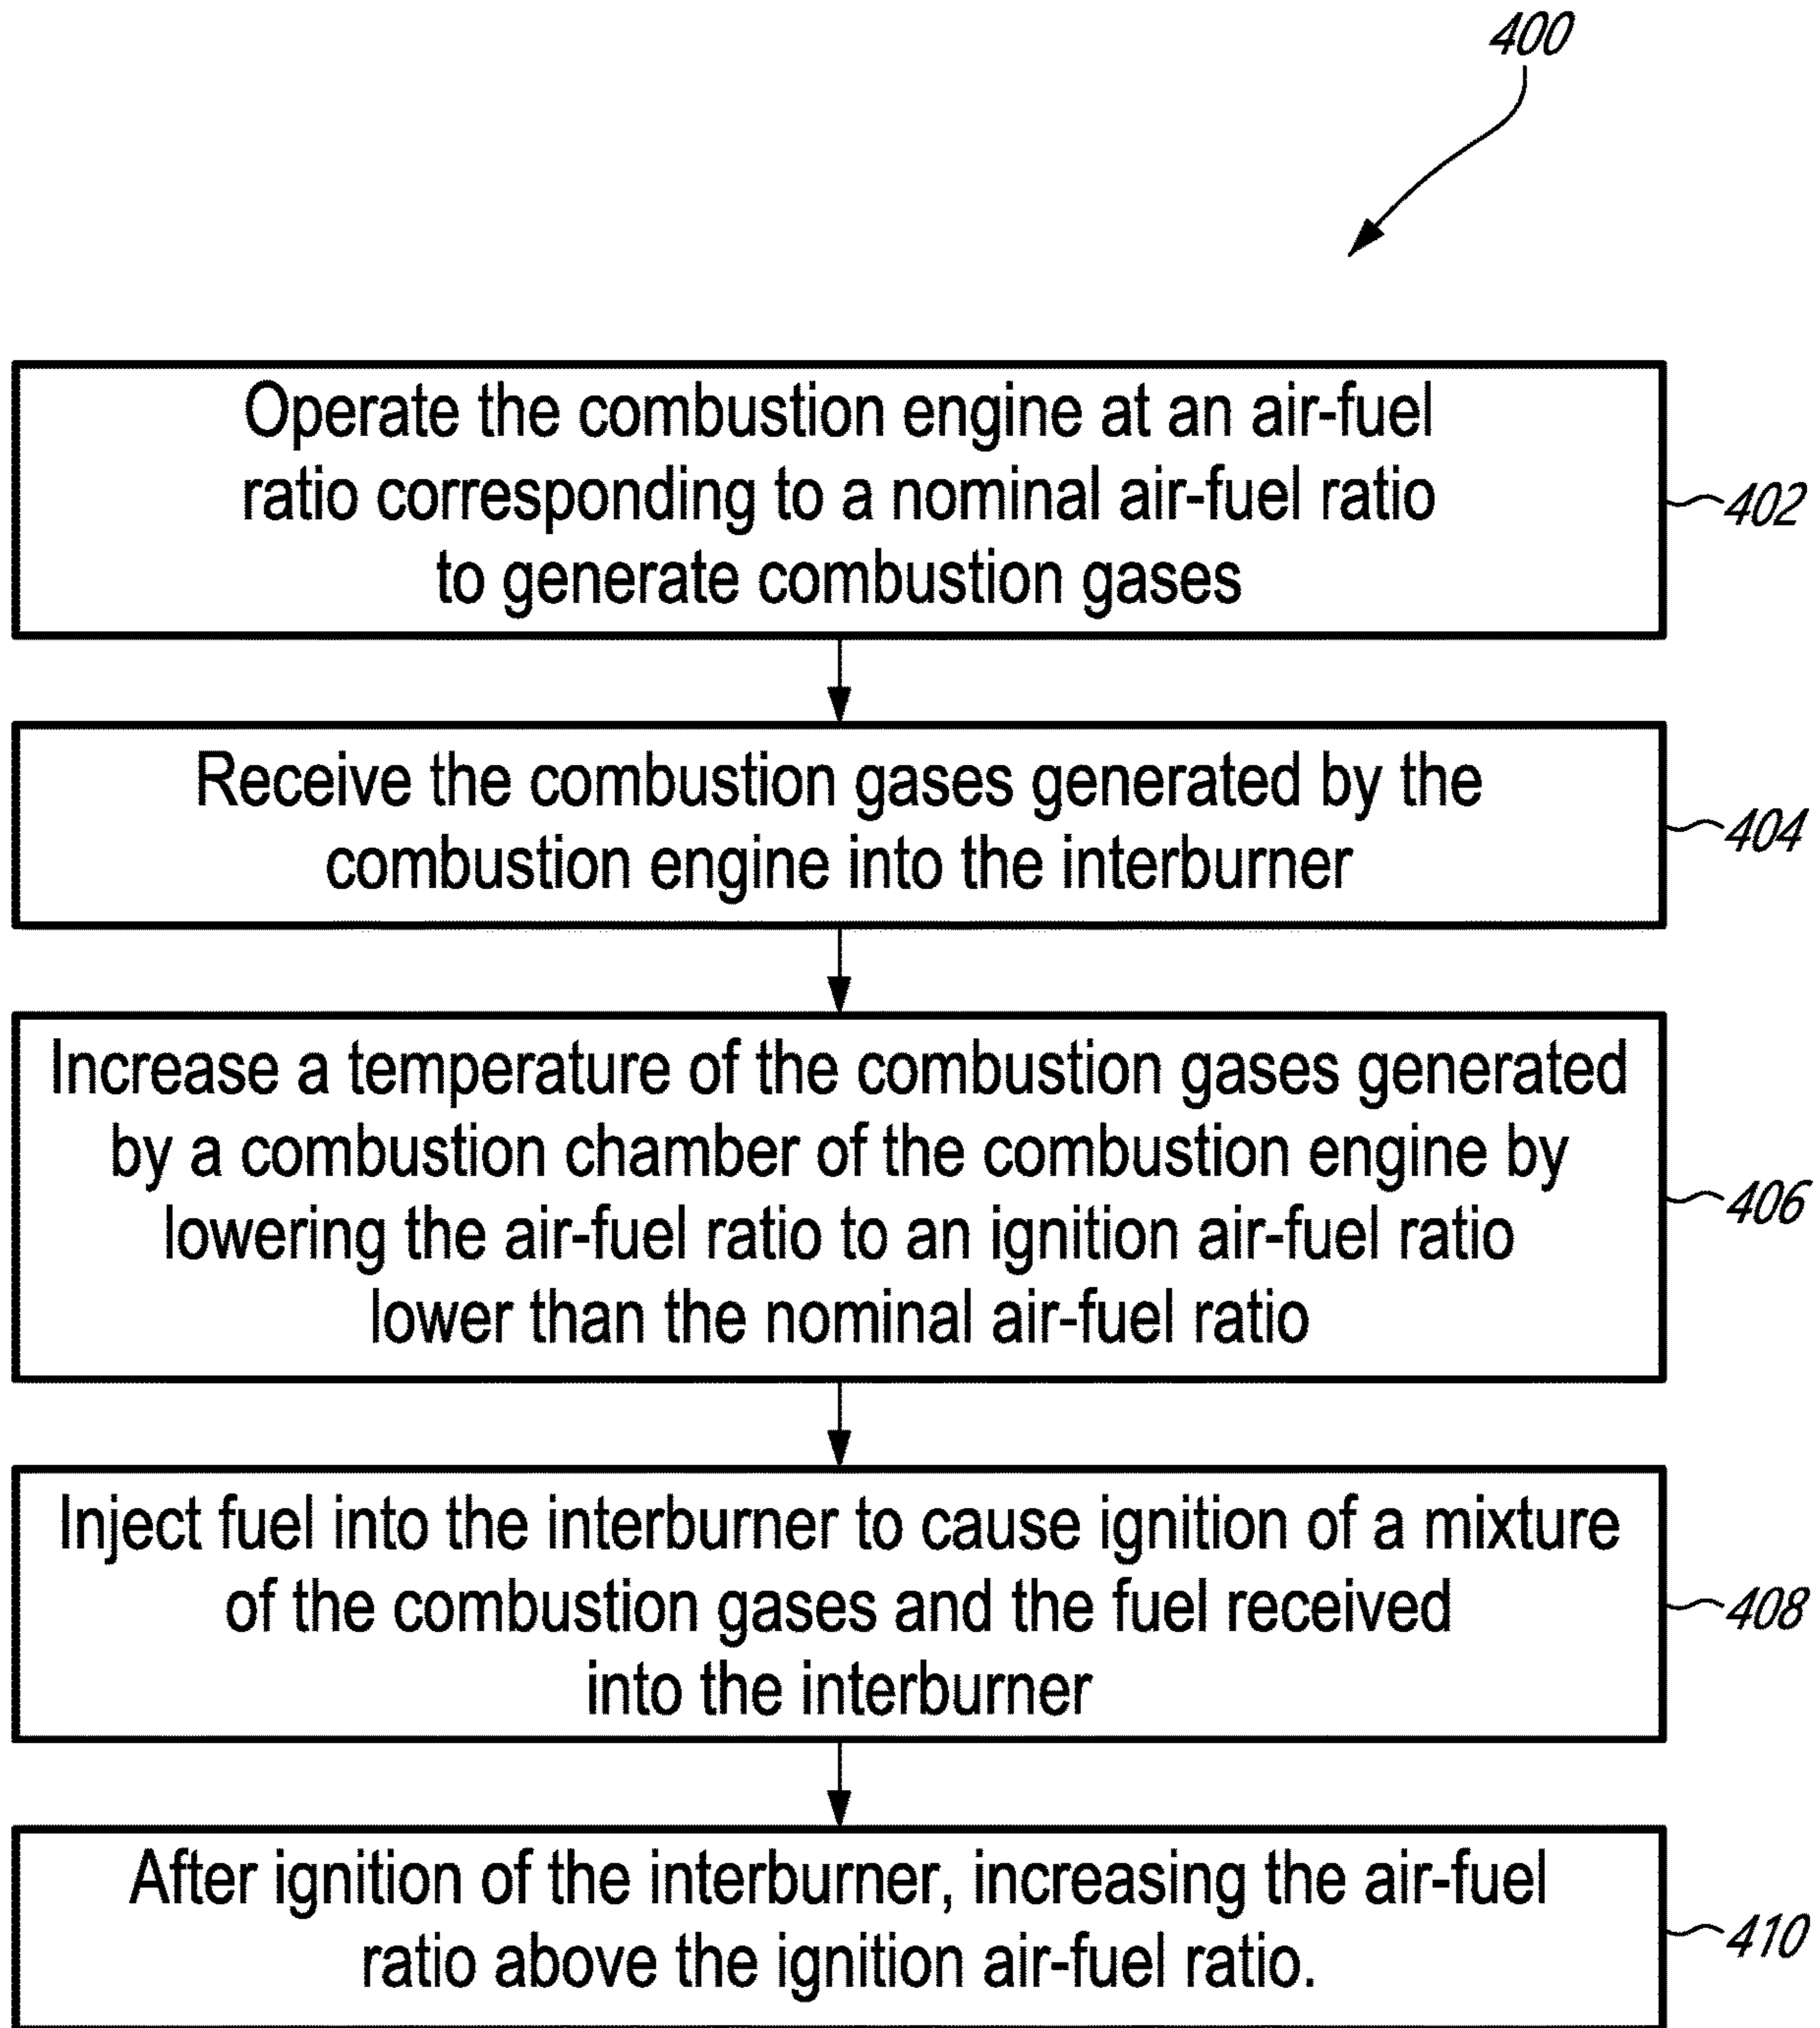 400
Operate the combustion engine at an air-fuel
ratio corresponding to a nominal air-fuel ratio
to generate combustion gases
402
Receive the combustion gases generated by the
combustion engine into the interburner
404
Increase a temperature of the combustion gases generated
by a combustion chamber of the combustion engine by
lowering the air-fuel ratio to an ignition air-fuel ratio
lower than the nominal air-fuel ratio
406
Inject fuel into the interburner to cause ignition of a mixture
of the combustion gases and the fuel received
into the interburner
408
After ignition of the interburner, increasing the air-fuel
ratio above the ignition air-fuel ratio.
410